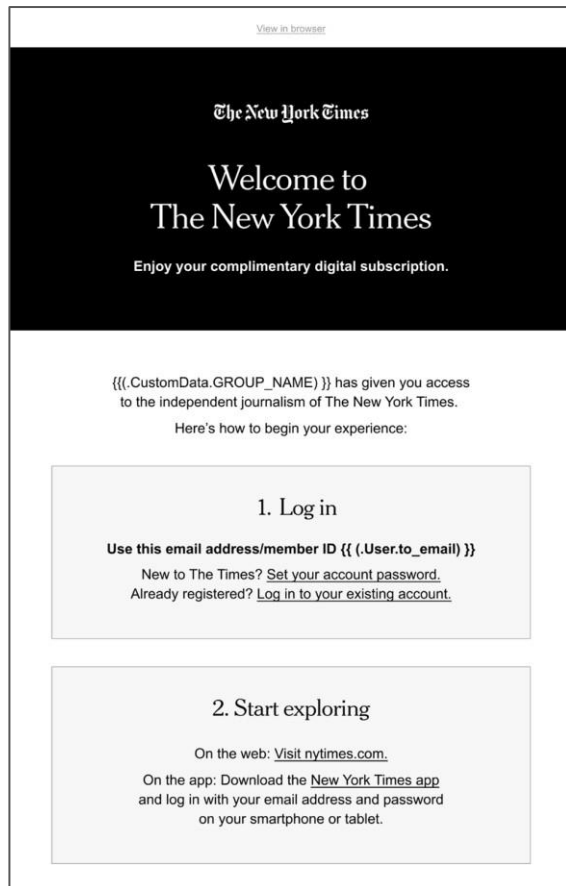 View in browser
The New York Times
Welcome to
The New York Times
Enjoy your complimentary digital subscription.
{{(.CustomData.GROUP_NAME) }} has given you access
to the independent journalism of The New York Times.
Here's how to begin your experience:
1. Log in
Use this email address/member ID {{ (.User.to_email) }}
New to The Times? Set your account password.
Already registered? Log in to your existing account.
2. Start exploring
On the web: Visit nytimes.com.
On the app: Download the New York Times app
and log in with your email address and password
on your smartphone or tablet.